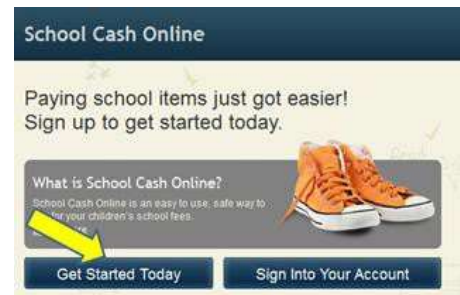 School Cash Online
Paying school items just got easier!
Sign up to get started today.
What is School Cash Online?
School Cash Online is an easy to use, safe way to
for your children's school fees.
Get Started Today
Sign Into Your Account